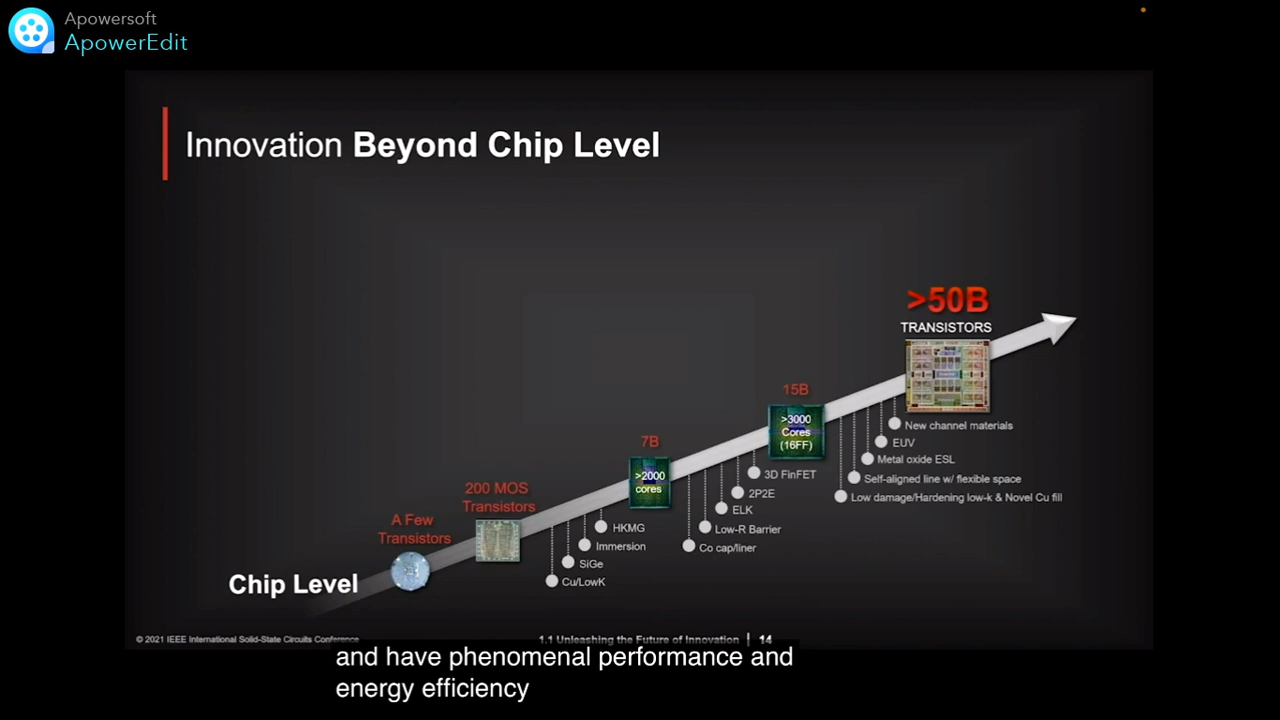 Apowersoft
ApowerEdit
Innovation Beyond Chip Level
>50B
TRANSISTORS
15B
>3000
Cores
(16FF)
7B
>2000
cores
200 MOS
Transistors
A Few
Transistors
Chip Level
New channel materials
EUV
Metal oxide ESL
Self-aligned line w/ flexible space
Low damage/Hardening low-k & Novel Cu fill
3D FinFET
2P2E
ELK
Low-R Barrier
Co cap/liner
HKMG
Immersion
SiGe
Cu/LowK
© 2021 IEEE International Solid-State Circuits Conference
1.1 Unleashing the Future of Innovation | 14
and have phenomenal performance and
energy efficiency